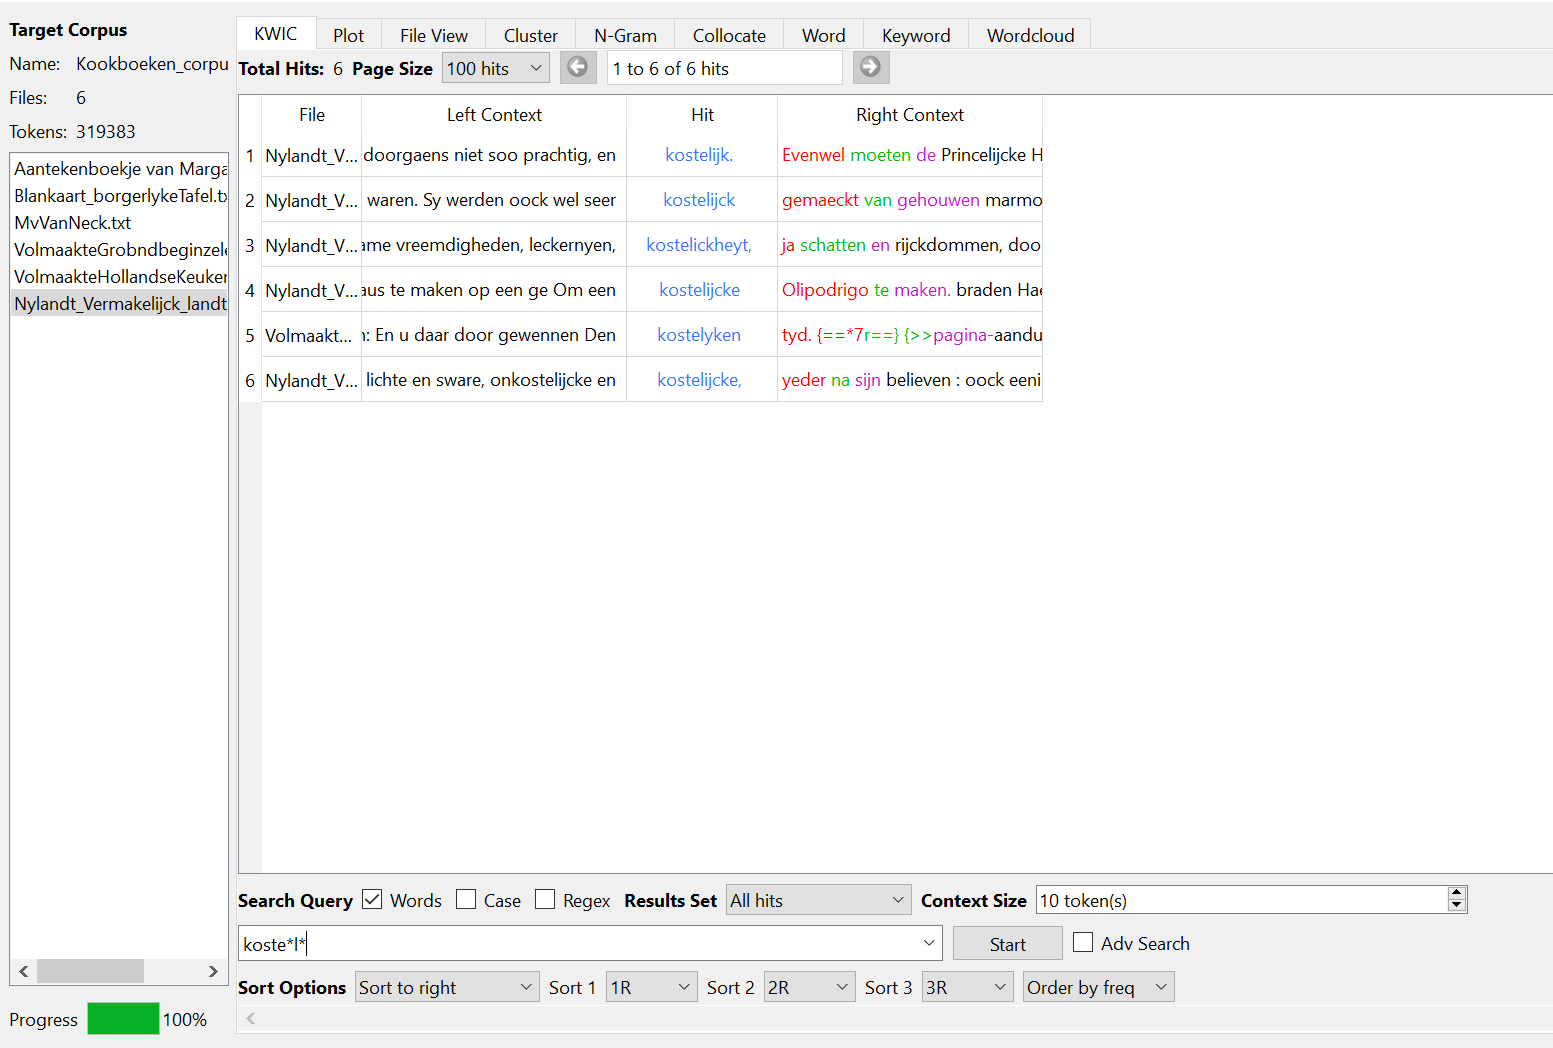 Target Corpus
Name: Kookboeken_corpu
Files: 6
Tokens: 319383
Aantekenboekje van Marga
Blankaart_borgerlykeTafel.tx
MvVanNeck.txt
VolmaakteGrobndbeginzele
VolmaakteHollandseKeuken
Nylandt_Vermakelijck_landt
Progress 100%
KWIC Plot File View Cluster N-Gram Collocate Word Keyword Wordcloud
Total Hits: 6 Page Size 100 hits 1 to 6 of 6 hits
File Left Context Hit Right Context
1 Nylandt_V... doorgaens niet soo prachtig, en kostelijk. Evenwel moeten de Princelijcke H
2 Nylandt_V... waren. Sy werden oock wel seer kostelijck gemaeckt van gehouwen marmo
3 Nylandt_V... ame vreemdigheden, leckernyen, kostelickheyt, ja schatten en rijckdommen, doo
4 Nylandt_V... aus te maken op een ge Om een kostelijcke Olipodrigo te maken. braden Hae
5 Volmaakt... n: En u daar door gewennen Den kostelyken tyd. {==*7r==} {>>pagina-aandu
6 Nylandt_V... lichte en sware, onkostelijcke en kostelijcke, yeder na sijn believen : oock eeni
Search Query Words Case Regex Results Set All hits Context Size 10 token(s)
koste*l* Start Adv Search
Sort Options Sort to right Sort 1 1R Sort 2 2R Sort 3 3R Order by freq